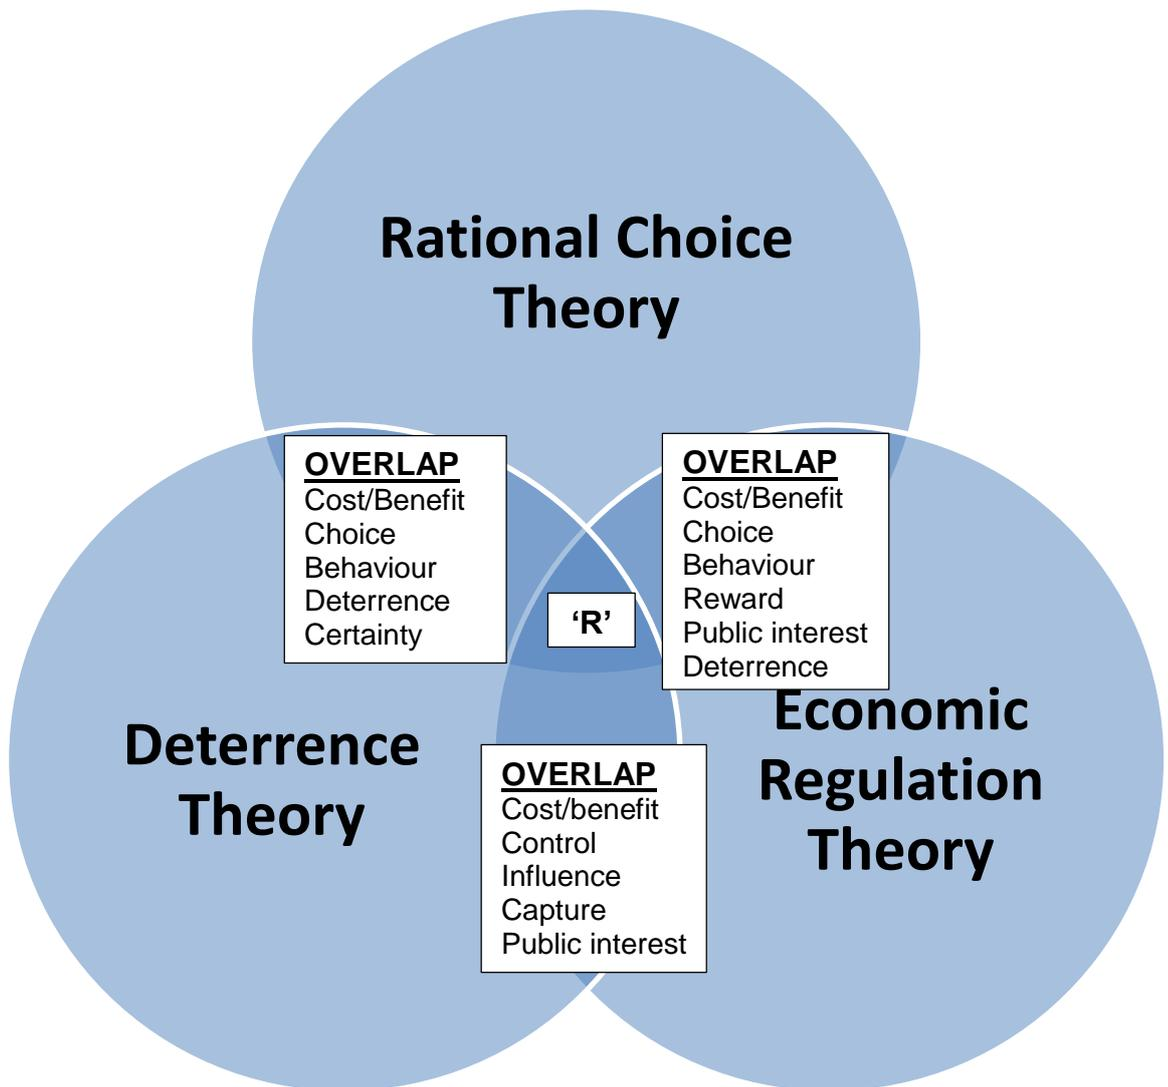 Rational Choice
Theory
OVERLAP
Cost/Benefit
Choice
Behaviour
Deterrence
Certainty
OVERLAP
Cost/Benefit
Choice
Behaviour
Reward
Public interest
Deterrence
‘R’
Deterrence
Theory
Economic
Regulation
Theory
OVERLAP
Cost/benefit
Control
Influence
Capture
Public interest